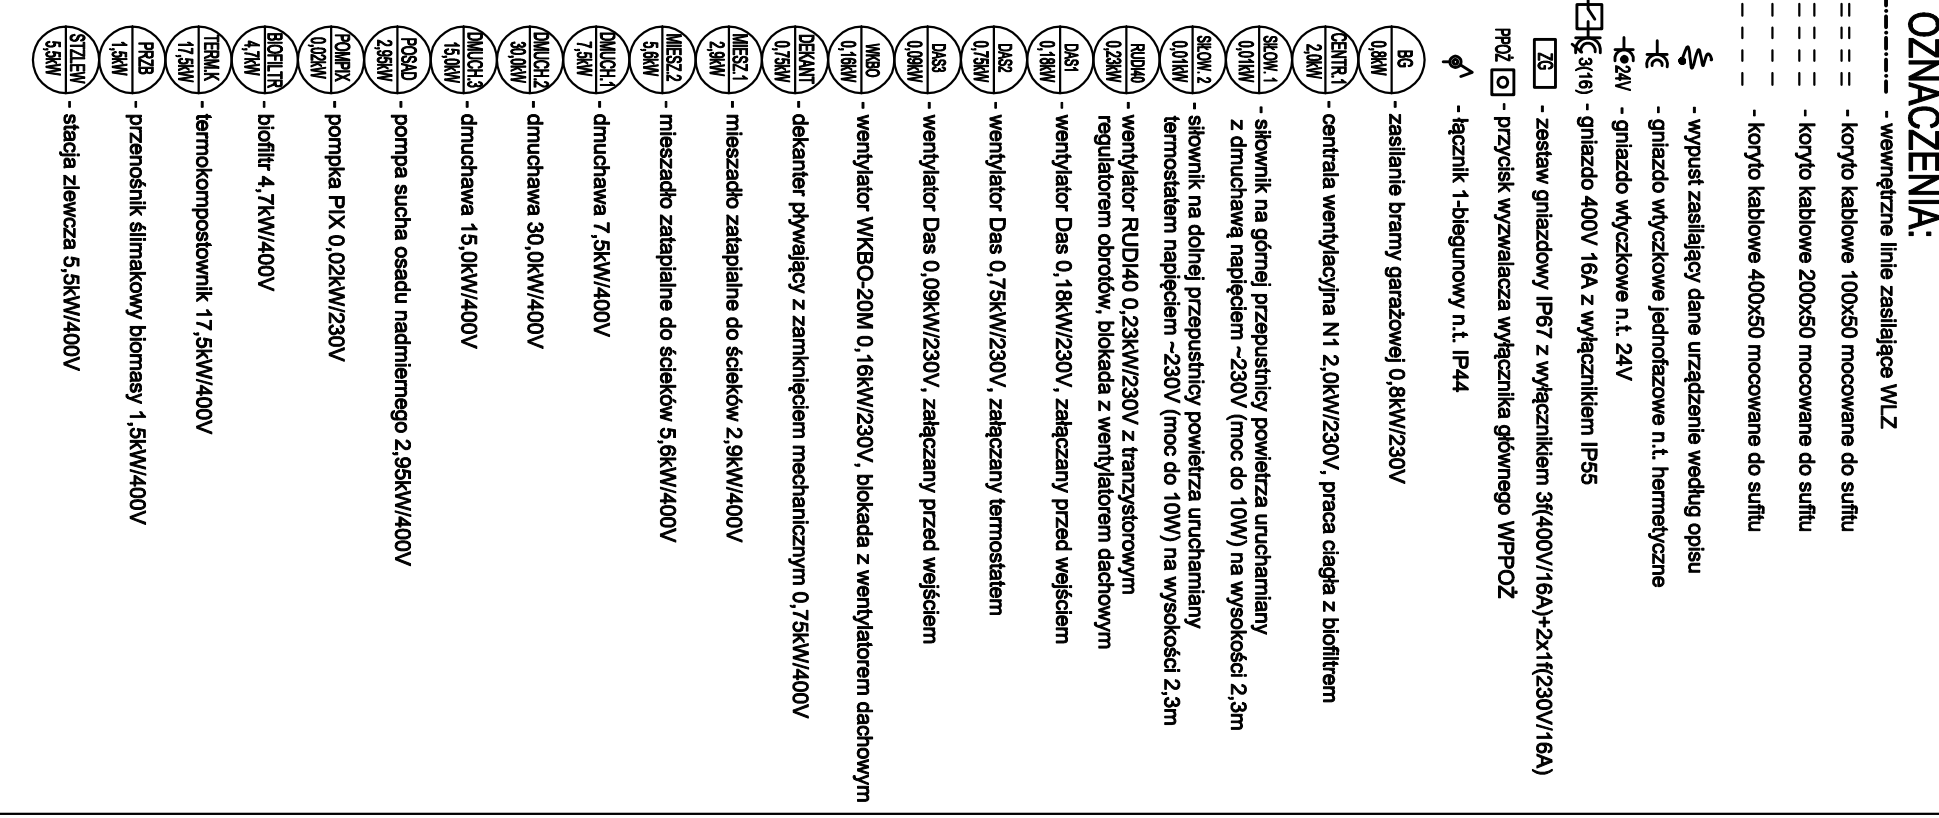 OZNACZENIA:
- wewnętrzne linie zasilające WLZ
- koryto kablowe 100x50 mocowane do sufitu
- koryto kablowe 200x50 mocowane do sufitu
- koryto kablowe 400x50 mocowane do sufitu
- wypust zasilający dane urządzenie według opisu
- gniazdo wtyczkowe jednofazowe n.t. hermetyczne
24V - gniazdo wtyczkowe n.t. 24V
3(16) - gniazdo 400V 16A z wyłącznikiem IP55
ZG - zestaw gniazdowy IP67 z wyłącznikiem 3f(400V/16A)+2x1f(230V/16A)
PPOŻ - przycisk wyzwalacza wyłącznika głównego WPPOŻ
- łącznik 1-biegunowy n.t. IP44
BG
0,8kW
- zasilanie bramy garażowej 0,8kW/230V
CENTR.1
2,0kW
- centrala wentylacyjna N1 2,0kW/230V, praca ciągła z biofiltrem
SIŁOW. 1
0,01kW
- siłownik na górnej przepustnicy powietrza uruchamiany
z dmuchawą napięciem ~230V (moc do 10W) na wysokości 2,3m
SIŁOW. 2
0,01kW
- siłownik na dolnej przepustnicy powietrza uruchamiany
termostatem napięciem ~230V (moc do 10W) na wysokości 2,3m
RUDI40
0,23kW
- wentylator RUDI40 0,23kW/230V z tranzystorowym
regulatorem obrotów, blokada z wentylatorem dachowym
DAS1
0,18kW
- wentylator Das 0,18kW/230V, załączany przed wejściem
DAS2
0,75kW
- wentylator Das 0,75kW/230V, załączany termostatem
DAS3
0,09kW
- wentylator Das 0,09kW/230V, załączany przed wejściem
WKBO
0,16kW
- wentylator WKBO-20M 0,16kW/230V, blokada z wentylatorem dachowym
DEKANT
0,75kW
- dekanter pływający z zamknięciem mechanicznym 0,75kW/400V
MIESZ.1
2,9kW
- mieszadło zatapialne do ścieków 2,9kW/400V
MIESZ.2
5,6kW
- mieszadło zatapialne do ścieków 5,6kW/400V
DMUCH.1
7,5kW
- dmuchawa 7,5kW/400V
DMUCH.2
30,0kW
- dmuchawa 30,0kW/400V
DMUCH.3
15,0kW
- dmuchawa 15,0kW/400V
POSAD
2,95kW
- pompa sucha osadu nadmiernego 2,95kW/400V
POMPIX
0,02kW
- pompka PIX 0,02kW/230V
BIOFILTR
4,7kW
- biofiltr 4,7kW/400V
TERM.K
17,5kW
- termokompostownik 17,5kW/400V
PRZB
1,5kW
- przenośnik ślimakowy biomasy 1,5kW/400V
STZLEW
5,5kW
- stacja zlewcza 5,5kW/400V